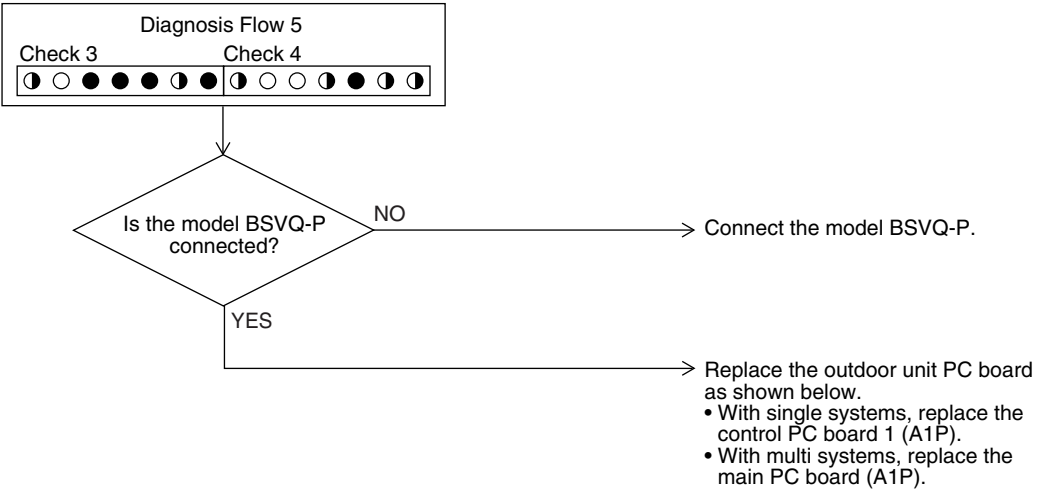 Diagnosis Flow 5
Check 3 Check 4
Is the model BSVQ-P
connected?
NO
Connect the model BSVQ-P.
YES
Replace the outdoor unit PC board
as shown below.
• With single systems, replace the
control PC board 1 (A1P).
• With multi systems, replace the
main PC board (A1P).